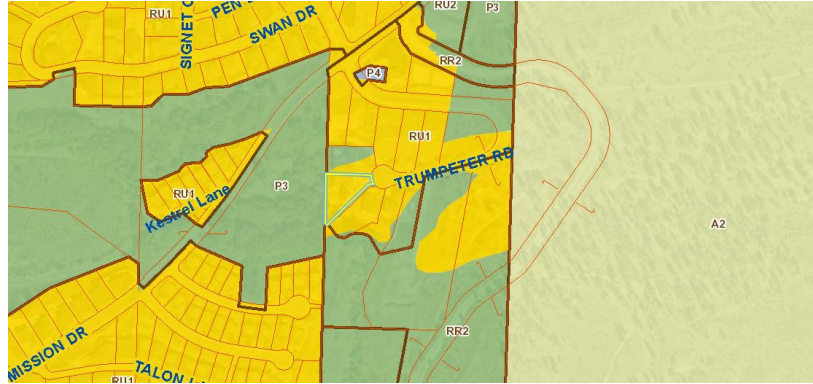 RU2
P3
RU1
PEN
SIGNET
SWAN DR
RR2
P4
RU1
TRUMPETER RD
RU1
P3
Kestrel Lane
A2
RR2
MISSION DR
TALON
RU1